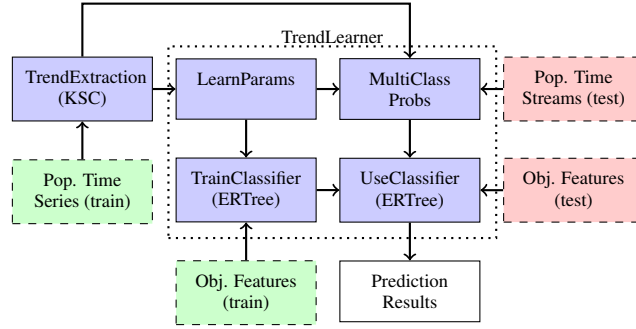 TrendLearner
TrendExtraction
(KSC)
LearnParams
MultiClass
Probs
Pop. Time
Streams (test)
Pop. Time
Series (train)
TrainClassifier
(ERTree)
UseClassifier
(ERTree)
Obj. Features
(test)
Obj. Features
(train)
Prediction
Results